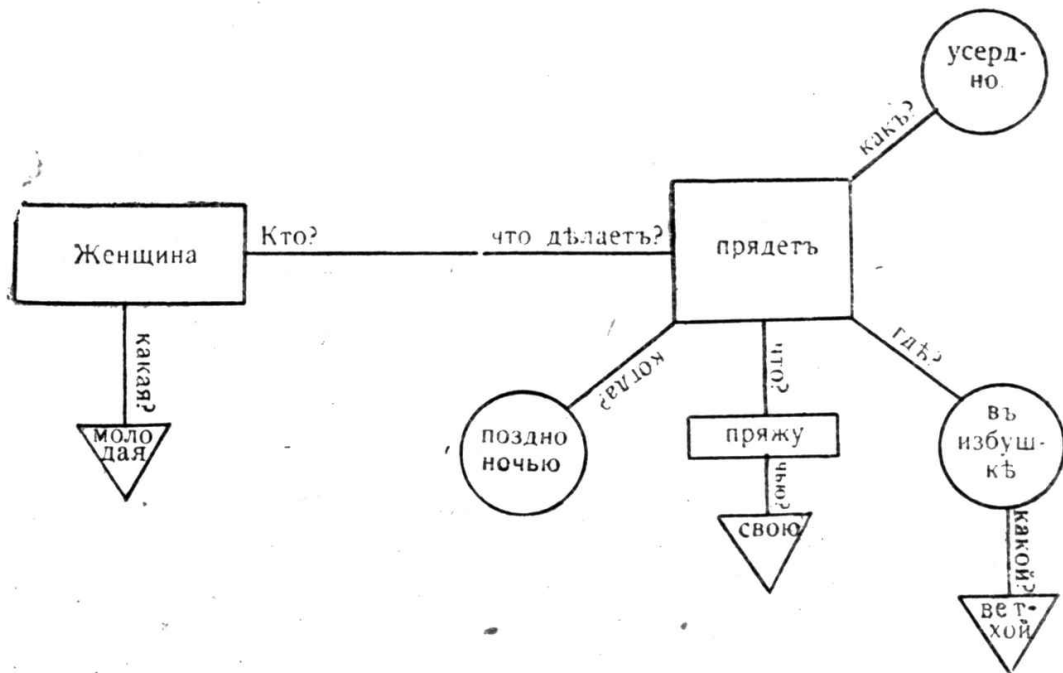 усерд-
но.
какъ?
Женщина
Кто?
что дѣлаетъ?
прядетъ
какая?
когда?
что?
гдѣ?
моло
дая
поздно
ночью
пряжу
въ
избуш-
кѣ
чью?
свою
какой?
вет-
хой